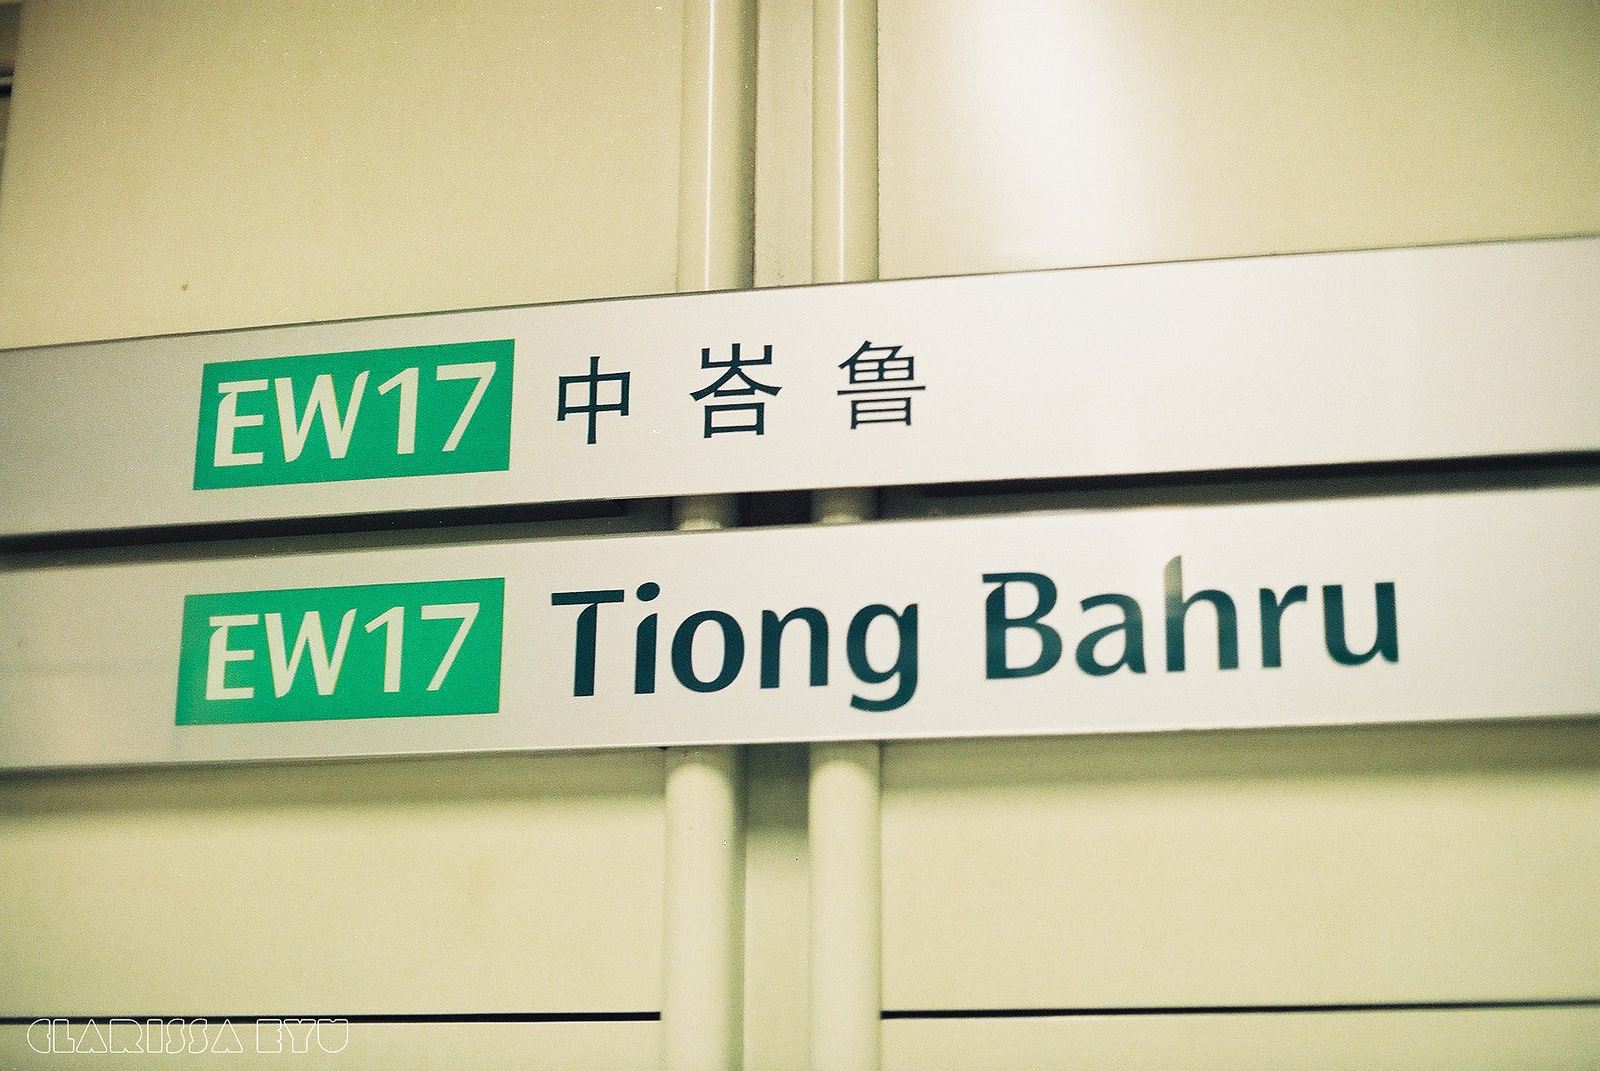 EW17 中峇鲁
EW17 Tiong Bahru
CLARISSA EYU